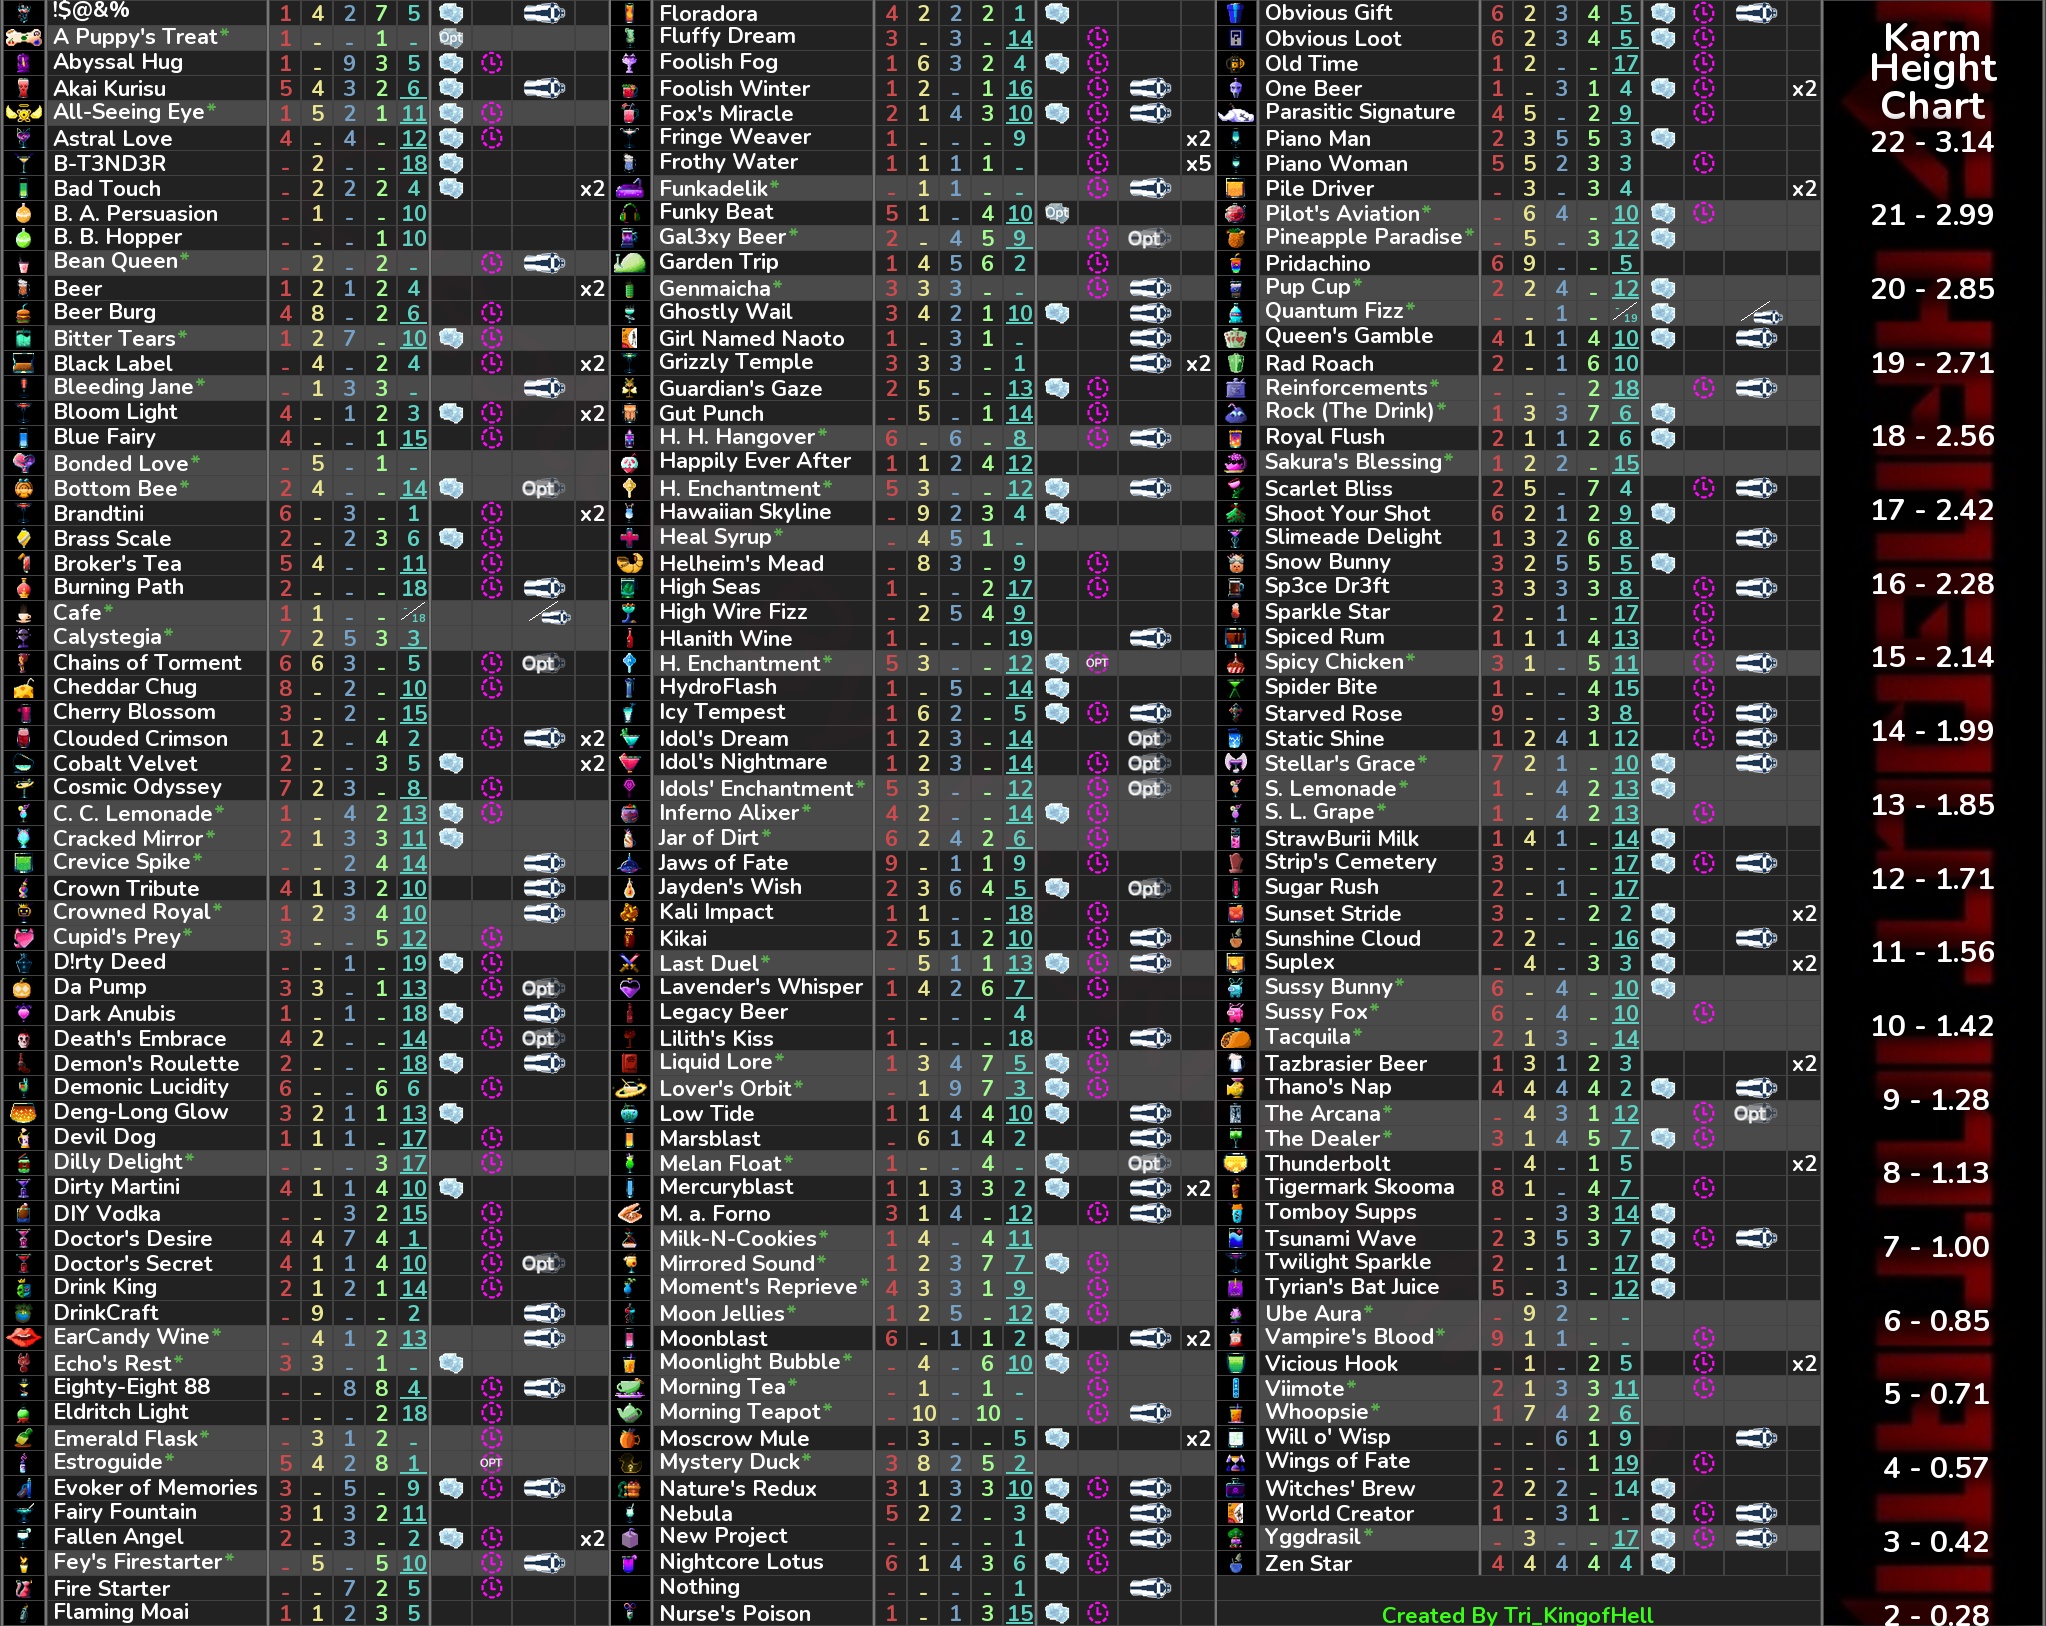 !$@&% 1 4 2 7 5
A Puppy's Treat* 1 - - 1 - Opt
Abyssal Hug 1 - 9 3 5
Akai Kurisu 5 4 3 2 6
All-Seeing Eye* 1 5 2 1 11
Astral Love 4 - 4 - 12
B-T3ND3R - 2 - - 18
Bad Touch - 2 2 2 4 x2
B. A. Persuasion - 1 - - 10
B. B. Hopper - - - 1 10
Bean Queen* - 2 - 2 -
Beer 1 2 1 2 4 x2
Beer Burg 4 8 - 2 6
Bitter Tears* 1 2 7 - 10
Black Label - 4 - 2 4 x2
Bleeding Jane* - 1 3 3 -
Bloom Light 4 - 1 2 3 x2
Blue Fairy 4 - - 1 15
Bonded Love* - 5 - 1 -
Bottom Bee* 2 4 - - 14 Opt
Brandtini 6 - 3 - 1 x2
Brass Scale 2 - 2 3 6
Broker's Tea 5 4 - - 11
Burning Path 2 - - - 18
Cafe* 1 1 - - -/18
Calystegia* 7 2 5 3 3
Chains of Torment 6 6 3 - 5 Opt
Cheddar Chug 8 - 2 - 10
Cherry Blossom 3 - 2 - 15
Clouded Crimson 1 2 - 4 2 x2
Cobalt Velvet 2 - - 3 5 x2
Cosmic Odyssey 7 2 3 - 8
C. C. Lemonade* 1 - 4 2 13
Cracked Mirror* 2 1 3 3 11
Crevice Spike* - - 2 4 14
Crown Tribute 4 1 3 2 10
Crowned Royal* 1 2 3 4 10
Cupid's Prey* 3 - - 5 12
D!rty Deed - - 1 - 19
Da Pump 3 3 - 1 13 Opt
Dark Anubis 1 - 1 - 18
Death's Embrace 4 2 - - 14 Opt
Demon's Roulette 2 - - - 18
Demonic Lucidity 6 - - 6 6
Deng-Long Glow 3 2 1 1 13
Devil Dog 1 1 1 - 17
Dilly Delight* - - - 3 17
Dirty Martini 4 1 1 4 10
DIY Vodka - - 3 2 15
Doctor's Desire 4 4 7 4 1
Doctor's Secret 4 1 1 4 10 Opt
Drink King 2 1 2 1 14
DrinkCraft - 9 - - 2
EarCandy Wine* - 4 1 2 13
Echo's Rest* 3 3 - 1 -
Eighty-Eight 88 - - 8 8 4
Eldritch Light - - - 2 18
Emerald Flask* - 3 1 2 -
Estroguide* 5 4 2 8 1 OPT
Evoker of Memories 3 - 5 - 9
Fairy Fountain 3 1 3 2 11
Fallen Angel 2 - 3 - 2 x2
Fey's Firestarter* - 5 - 5 10
Fire Starter - - 7 2 5
Flaming Moai 1 1 2 3 5
Floradora 4 2 2 2 1
Fluffy Dream 3 - 3 - 14
Foolish Fog 1 6 3 2 4
Foolish Winter 1 2 - 1 16
Fox's Miracle 2 1 4 3 10
Fringe Weaver 1 - - - 9 x2
Frothy Water 1 1 1 1 - x5
Funkadelik* - 1 1 - -
Funky Beat 5 1 - 4 10 Opt
Gal3xy Beer* 2 - 4 5 9 Opt
Garden Trip 1 4 5 6 2
Genmaicha* 3 3 3 - -
Ghostly Wail 3 4 2 1 10
Girl Named Naoto 1 - 3 1 -
Grizzly Temple 3 3 3 - 1 x2
Guardian's Gaze 2 5 - - 13
Gut Punch - 5 - 1 14
H. H. Hangover* 6 - 6 - 8
Happily Ever After 1 1 2 4 12
H. Enchantment* 5 3 - - 12
Hawaiian Skyline - 9 2 3 4
Heal Syrup* - 4 5 1 -
Helheim's Mead - 8 3 - 9
High Seas 1 - - 2 17
High Wire Fizz - 2 5 4 9
Hlanith Wine 1 - - - 19
H. Enchantment* 5 3 - - 12 OPT
HydroFlash 1 - 5 - 14
Icy Tempest 1 6 2 - 5
Idol's Dream 1 2 3 - 14 Opt
Idol's Nightmare 1 2 3 - 14 Opt
Idols' Enchantment* 5 3 - - 12 Opt
Inferno Alixer* 4 2 - - 14
Jar of Dirt* 6 2 4 2 6
Jaws of Fate 9 - 1 1 9
Jayden's Wish 2 3 6 4 5 Opt
Kali Impact 1 1 - - 18
Kikai 2 5 1 2 10
Last Duel* - 5 1 1 13
Lavender's Whisper 1 4 2 6 7
Legacy Beer - - - - 4
Lilith's Kiss 1 - - - 18
Liquid Lore* 1 3 4 7 5
Lover's Orbit* - 1 9 7 3
Low Tide 1 1 4 4 10
Marsblast - 6 1 4 2
Melan Float* 1 - - 4 - Opt
Mercuryblast 1 1 3 3 2 x2
M. a. Forno 3 1 4 - 12
Milk-N-Cookies* 1 4 - 4 11
Mirrored Sound* 1 2 3 7 7
Moment's Reprieve* 4 3 3 1 9
Moon Jellies* 1 2 5 - 12
Moonblast 6 - 1 1 2 x2
Moonlight Bubble* - 4 - 6 10
Morning Tea* - 1 - 1 -
Morning Teapot* - 10 - 10 -
Moscrow Mule - 3 - - 5 x2
Mystery Duck* 3 8 2 5 2
Nature's Redux 3 1 3 3 10
Nebula 5 2 2 - 3
New Project - - - - 1
Nightcore Lotus 6 1 4 3 6
Nothing - - - - 1
Nurse's Poison 1 - 1 3 15
Obvious Gift 6 2 3 4 5
Obvious Loot 6 2 3 4 5
Old Time 1 2 - - 17
One Beer 1 - 3 1 4 x2
Parasitic Signature 4 5 - 2 9
Piano Man 2 3 5 5 3
Piano Woman 5 5 2 3 3
Pile Driver - 3 - 3 4 x2
Pilot's Aviation* - 6 4 - 10
Pineapple Paradise* - 5 - 3 12
Pridachino 6 9 - - 5
Pup Cup* 2 2 4 - 12
Quantum Fizz* - - 1 - -/19
Queen's Gamble 4 1 1 4 10
Rad Roach 2 - 1 6 10
Reinforcements* - - - 2 18
Rock (The Drink)* 1 3 3 7 6
Royal Flush 2 1 1 2 6
Sakura's Blessing* 1 2 2 - 15
Scarlet Bliss 2 5 - 7 4
Shoot Your Shot 6 2 1 2 9
Slimeade Delight 1 3 2 6 8
Snow Bunny 3 2 5 5 5
Sp3ce Dr3ft 3 3 3 3 8
Sparkle Star 2 - 1 - 17
Spiced Rum 1 1 1 4 13
Spicy Chicken* 3 1 - 5 11
Spider Bite 1 - - 4 15
Starved Rose 9 - - 3 8
Static Shine 1 2 4 1 12
Stellar's Grace* 7 2 1 - 10
S. Lemonade* 1 - 4 2 13
S. L. Grape* 1 - 4 2 13
StrawBurii Milk 1 4 1 - 14
Strip's Cemetery 3 - - - 17
Sugar Rush 2 - 1 - 17
Sunset Stride 3 - - 2 2 x2
Sunshine Cloud 2 2 - - 16
Suplex - 4 - 3 3 x2
Sussy Bunny* 6 - 4 - 10
Sussy Fox* 6 - 4 - 10
Tacquila* 2 1 3 - 14
Tazbrasier Beer 1 3 1 2 3 x2
Thano's Nap 4 4 4 4 2
The Arcana* - 4 3 1 12 Opt
The Dealer* 3 1 4 5 7
Thunderbolt - 4 - 1 5 x2
Tigermark Skooma 8 1 - 4 7
Tomboy Supps - - 3 3 14
Tsunami Wave 2 3 5 3 7
Twilight Sparkle 2 - 1 - 17
Tyrian's Bat Juice 5 - 3 - 12
Ube Aura* - 9 2 - -
Vampire's Blood* 9 1 1 - -
Vicious Hook - 1 - 2 5 x2
Viimote* 2 1 3 3 11
Whoopsie* 1 7 4 2 6
Will o' Wisp - - 6 1 9
Wings of Fate - - - 1 19
Witches' Brew 2 2 2 - 14
World Creator 1 - 3 1 -
Yggdrasil* - 3 - - 17
Zen Star 4 4 4 4 4
Created By Tri_KingofHell
Karm
Height
Chart
22 - 3.14
21 - 2.99
20 - 2.85
19 - 2.71
18 - 2.56
17 - 2.42
16 - 2.28
15 - 2.14
14 - 1.99
13 - 1.85
12 - 1.71
11 - 1.56
10 - 1.42
9 - 1.28
8 - 1.13
7 - 1.00
6 - 0.85
5 - 0.71
4 - 0.57
3 - 0.42
2 - 0.28